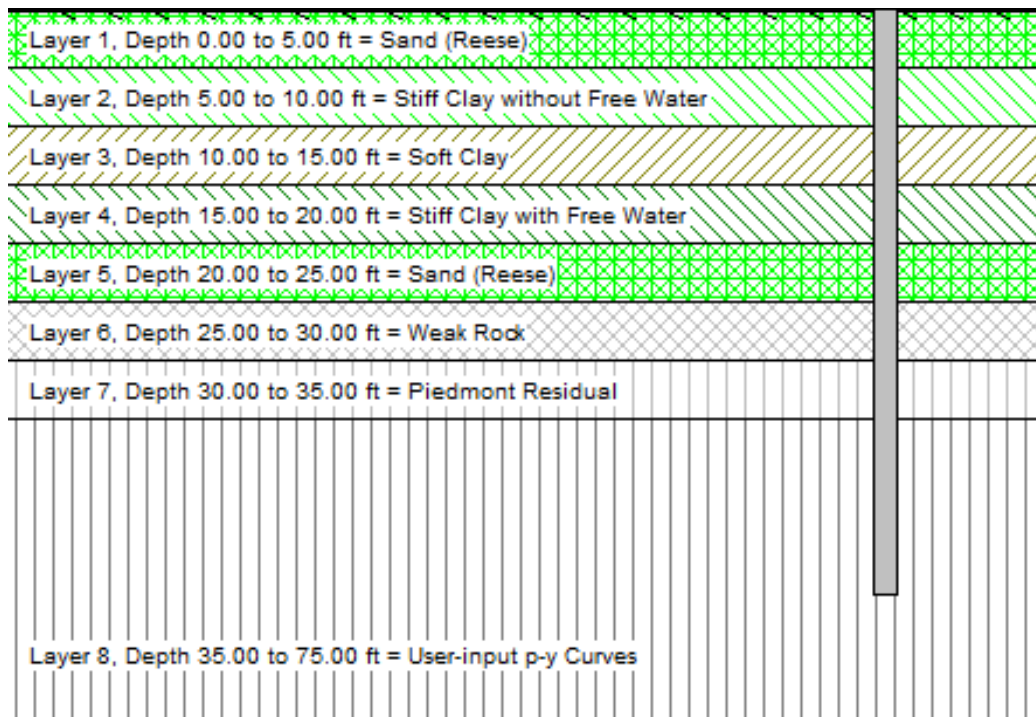 Layer 1, Depth 0.00 to 5.00 ft = Sand (Reese)
Layer 2, Depth 5.00 to 10.00 ft = Stiff Clay without Free Water
Layer 3, Depth 10.00 to 15.00 ft = Soft Clay
Layer 4, Depth 15.00 to 20.00 ft = Stiff Clay with Free Water
Layer 5, Depth 20.00 to 25.00 ft = Sand (Reese)
Layer 6, Depth 25.00 to 30.00 ft = Weak Rock
Layer 7, Depth 30.00 to 35.00 ft = Piedmont Residual
Layer 8, Depth 35.00 to 75.00 ft = User-input p-y Curves